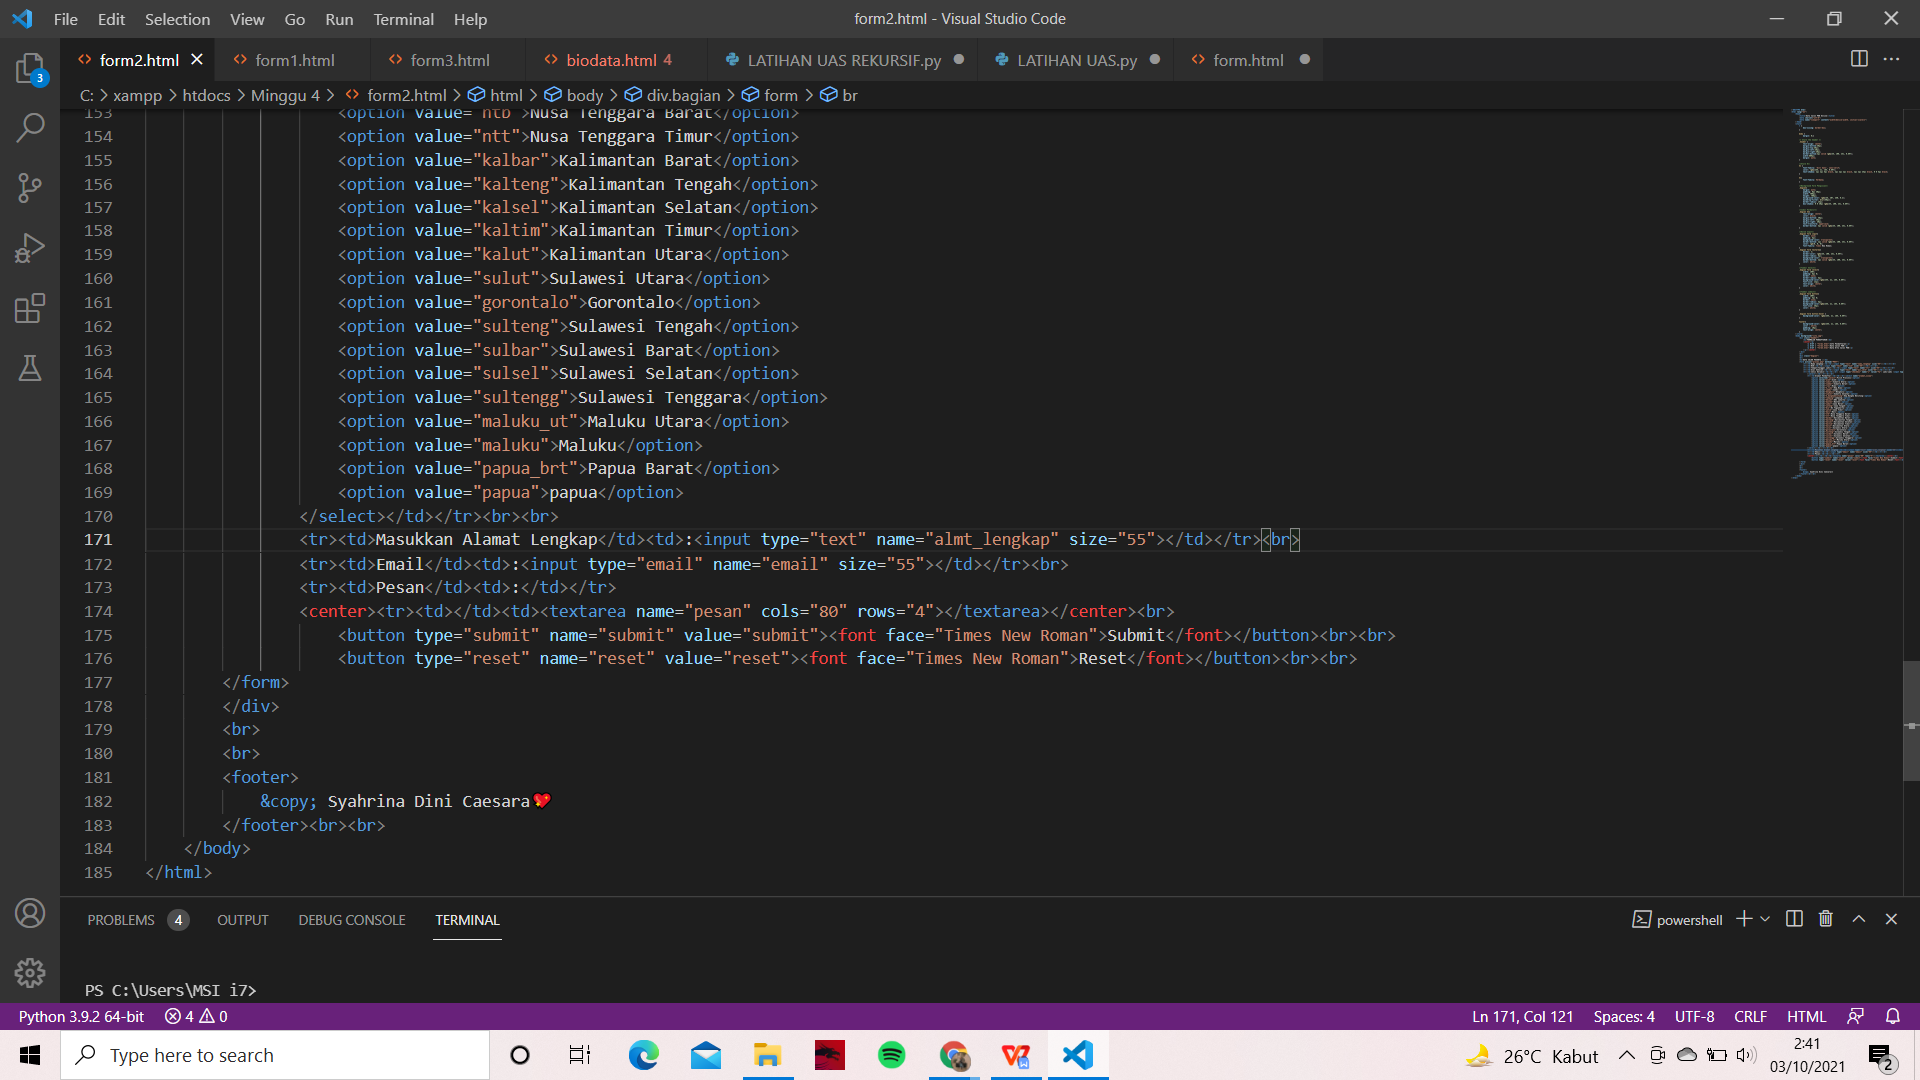 File Edit Selection View Go Run Terminal Help
form2.html - Visual Studio Code
form2.html form1.html form3.html biodata.html 4 LATIHAN UAS REKURSIF.py LATIHAN UAS.py form.html
C: > xampp > htdocs > Minggu 4 > form2.html > html > body > div.bagian > form > br
153 <option value="ntb">Nusa Tenggara Barat</option>
154 <option value="ntt">Nusa Tenggara Timur</option>
155 <option value="kalbar">Kalimantan Barat</option>
156 <option value="kalteng">Kalimantan Tengah</option>
157 <option value="kalsel">Kalimantan Selatan</option>
158 <option value="kaltim">Kalimantan Timur</option>
159 <option value="kalut">Kalimantan Utara</option>
160 <option value="sulut">Sulawesi Utara</option>
161 <option value="gorontalo">Gorontalo</option>
162 <option value="sulteng">Sulawesi Tengah</option>
163 <option value="sulbar">Sulawesi Barat</option>
164 <option value="sulsel">Sulawesi Selatan</option>
165 <option value="sultengg">Sulawesi Tenggara</option>
166 <option value="maluku_ut">Maluku Utara</option>
167 <option value="maluku">Maluku</option>
168 <option value="papua_brt">Papua Barat</option>
169 <option value="papua">papua</option>
170 </select></td></tr><br><br>
171 <tr><td>Masukkan Alamat Lengkap</td><td>:<input type="text" name="almt_lengkap" size="55"></td></tr><br>
172 <tr><td>Email</td><td>:<input type="email" name="email" size="55"></td></tr><br>
173 <tr><td>Pesan</td><td>:</td></tr>
174 <center><tr><td></td><td><textarea name="pesan" cols="80" rows="4"></textarea></center><br>
175 <button type="submit" name="submit" value="submit"><font face="Times New Roman">Submit</font></button><br><br>
176 <button type="reset" name="reset" value="reset"><font face="Times New Roman">Reset</font></button><br><br>
177 </form>
178 </div>
179 <br>
180 <br>
181 <footer>
182 &copy; Syahrina Dini Caesara💖
183 </footer><br><br>
184 </body>
185 </html>
3
PROBLEMS 4 OUTPUT DEBUG CONSOLE TERMINAL
powershell
PS C:\Users\MSI i7>
Python 3.9.2 64-bit 4 0
Ln 171, Col 121 Spaces: 4 UTF-8 CRLF HTML
Type here to search
26°C Kabut
2:41
03/10/2021
2